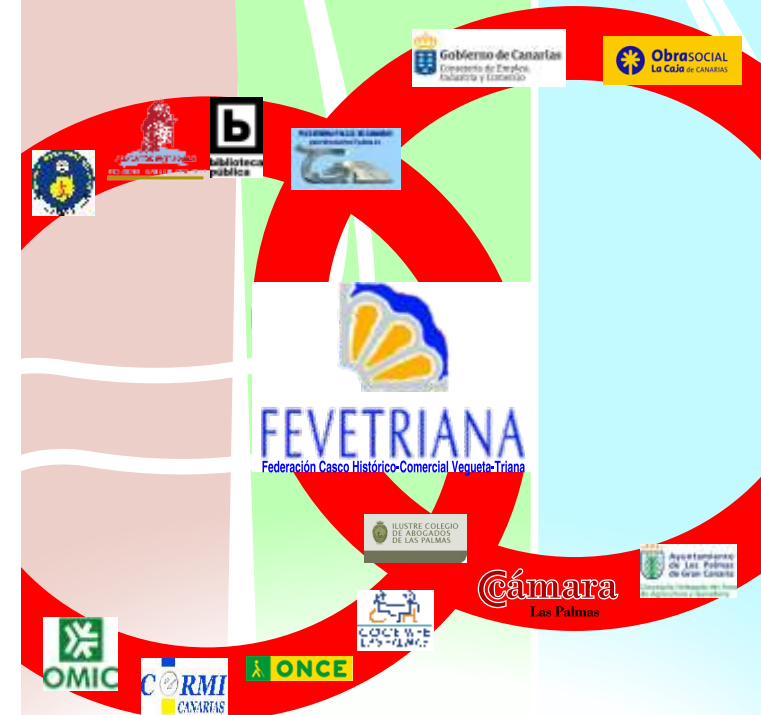 Gobierno de Canarias
Consejería de Empleo,
Industria y Comercio
ObraSOCIAL
La Caja DE CANARIAS
b
biblioteca
pública
FEVETRIANA
Federación Casco Histórico-Comercial Vegueta-Triana
ILUSTRE COLEGIO
DE ABOGADOS
DE LAS PALMAS
Ayuntamiento
de Las Palmas
de Gran Canaria
Cámara
Las Palmas
OMIC
CORMI
CANARIAS
ONCE